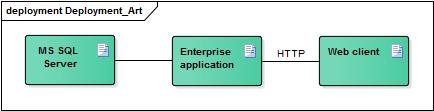 deployment Deployment_Art
MS SQL
Server
Enterprise
application
HTTP
Web client